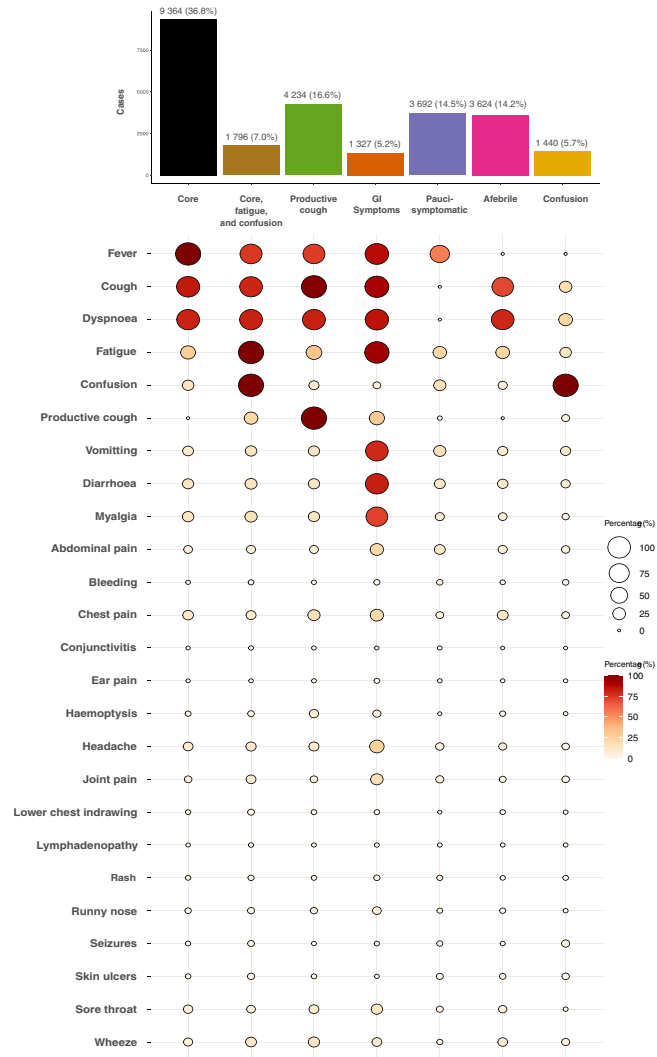 9 364 (36.8%)
1 796 (7.0%)
4 234 (16.6%)
1 327 (5.2%)
3 692 (14.5%)
3 624 (14.2%)
1 440 (5.7%)
Cases
7500
5000
2500
0
Core
Core,
fatigue,
and confusion
Productive
cough
GI
Symptoms
Pauci-
symptomatic
Afebrile
Confusion
Fever
Cough
Dyspnoea
Fatigue
Confusion
Productive cough
Vomitting
Diarrhoea
Myalgia
Abdominal pain
Bleeding
Chest pain
Conjunctivitis
Ear pain
Haemoptysis
Headache
Joint pain
Lower chest indrawing
Lymphadenopathy
Rash
Runny nose
Seizures
Skin ulcers
Sore throat
Wheeze
Percentage (%)
100
75
50
25
0
Percentage (%)
100
75
50
25
0